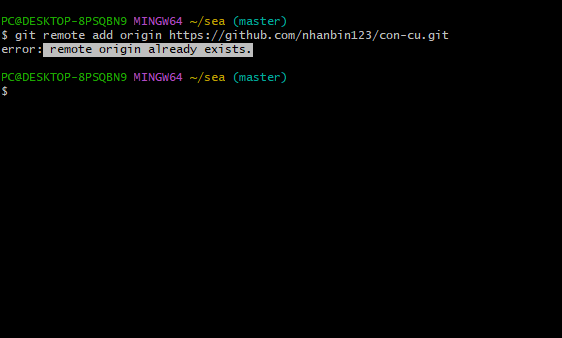 PC@DESKTOP-8PSQBN9 MINGW64 ~/sea (master)
$ git remote add origin https://github.com/nhanbin123/con-cu.git
error: remote origin already exists.
PC@DESKTOP-8PSQBN9 MINGW64 ~/sea (master)
$